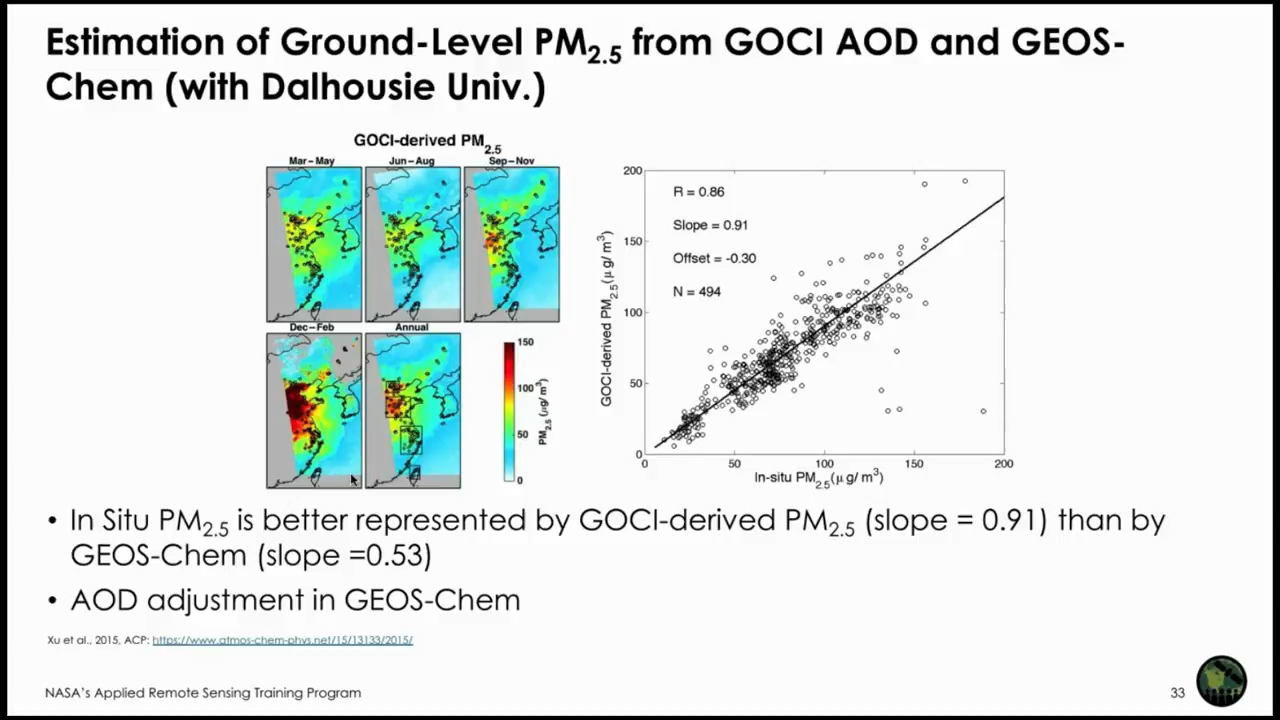 Estimation of Ground-Level PM2.5 from GOCI AOD and GEOS-
Chem (with Dalhousie Univ.)
GOCI-derived PM2.5
Mar–May
Jun–Aug
Sep–Nov
Dec–Feb
Annual
150
100
50
0
PM2.5 (μg/m3)
200
150
100
50
0
GOCI-derived PM2.5(μ g/ m3)
R = 0.86
Slope = 0.91
Offset = -0.30
N = 494
0
50
100
150
200
In-situ PM2.5(μ g/ m3)
• In Situ PM2.5 is better represented by GOCI-derived PM2.5 (slope = 0.91) than by
GEOS-Chem (slope =0.53)
• AOD adjustment in GEOS-Chem
Xu et al., 2015, ACP: https://www.atmos-chem-phys.net/15/13133/2015/
NASA's Applied Remote Sensing Training Program
33